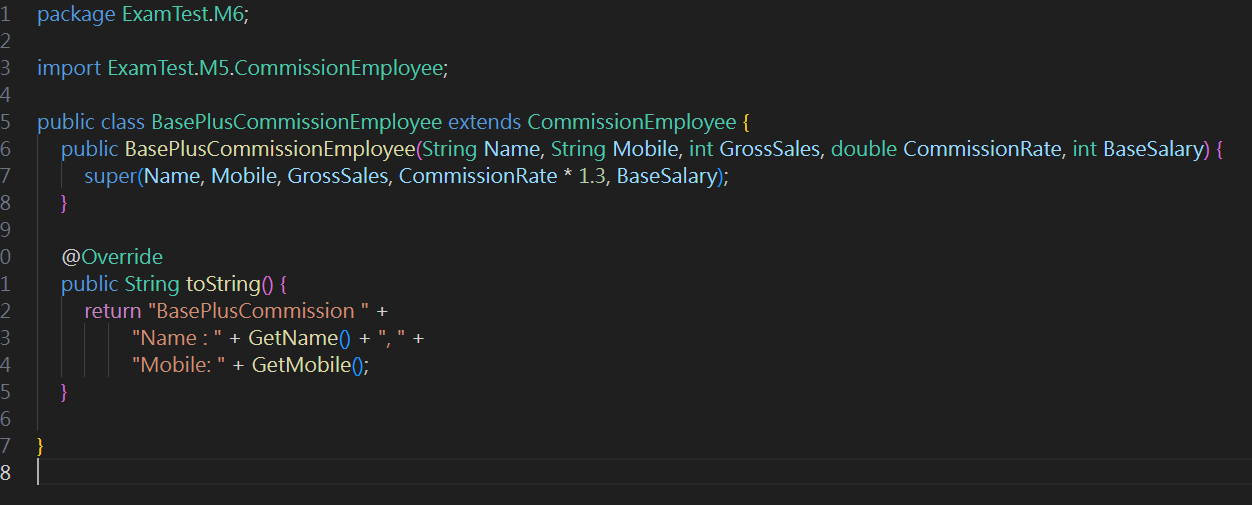 1 package ExamTest.M6;
2
3 import ExamTest.M5.CommissionEmployee;
4
5 public class BasePlusCommissionEmployee extends CommissionEmployee {
6 public BasePlusCommissionEmployee(String Name, String Mobile, int GrossSales, double CommissionRate, int BaseSalary) {
7 super(Name, Mobile, GrossSales, CommissionRate * 1.3, BaseSalary);
8 }
9
0 @Override
1 public String toString() {
2 return "BasePlusCommission " +
3 "Name : " + GetName() + ", " +
4 "Mobile: " + GetMobile();
5 }
6
7 }
8